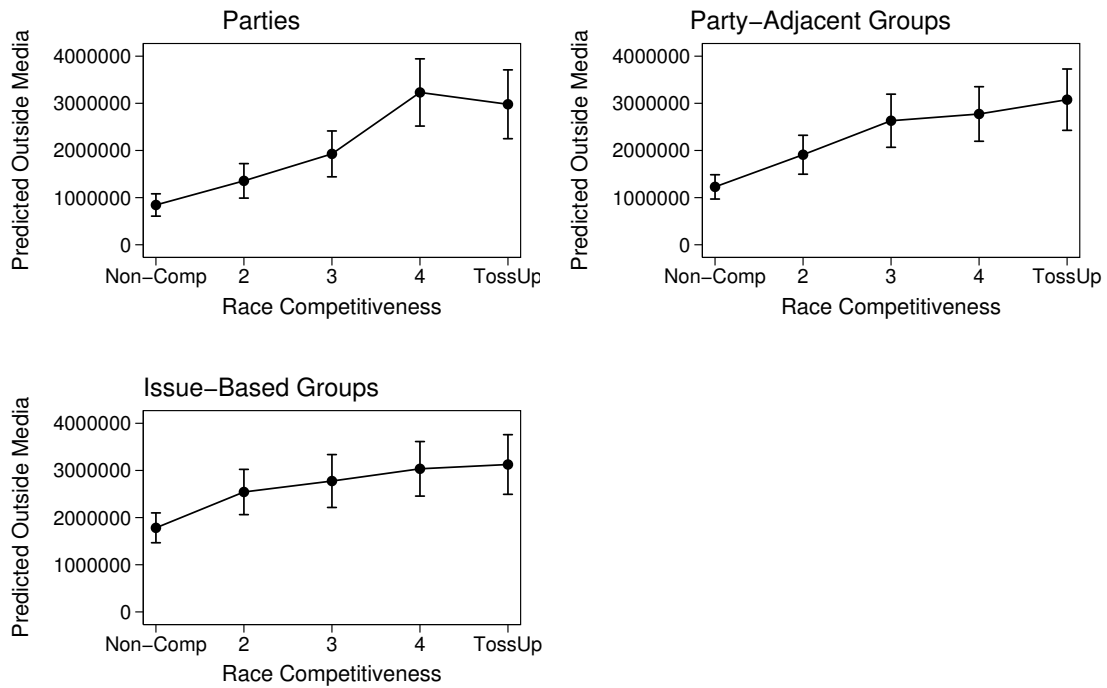 Parties
Predicted Outside Media
4000000
3000000
2000000
1000000
0
Non−Comp 2 3 4 TossUp
Race Competitiveness
Party−Adjacent Groups
Predicted Outside Media
4000000
3000000
2000000
1000000
0
Non−Comp 2 3 4 TossUp
Race Competitiveness
Issue−Based Groups
Predicted Outside Media
4000000
3000000
2000000
1000000
0
Non−Comp 2 3 4 TossUp
Race Competitiveness